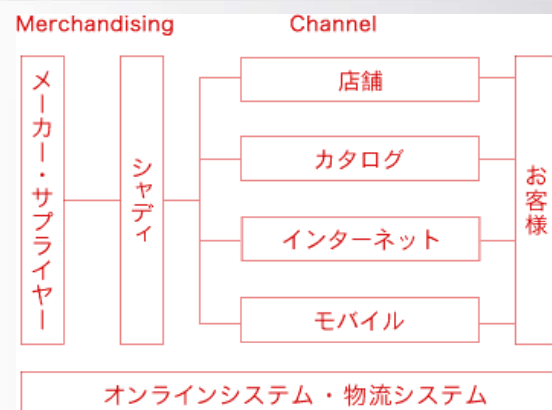 Merchandising
Channel
メーカー・サプライヤー
シャディ
店舗
カタログ
インターネット
モバイル
お客様
オンラインシステム・物流システム